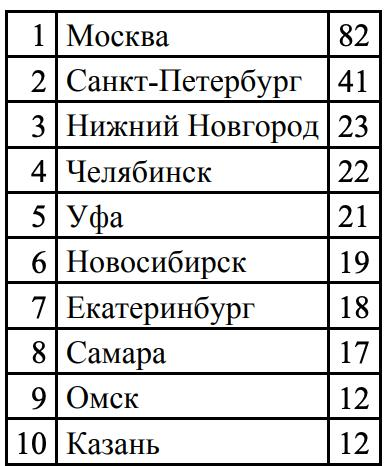 1 Москва 82
2 Санкт-Петербург 41
3 Нижний Новгород 23
4 Челябинск 22
5 Уфа 21
6 Новосибирск 19
7 Екатеринбург 18
8 Самара 17
9 Омск 12
10 Казань 12